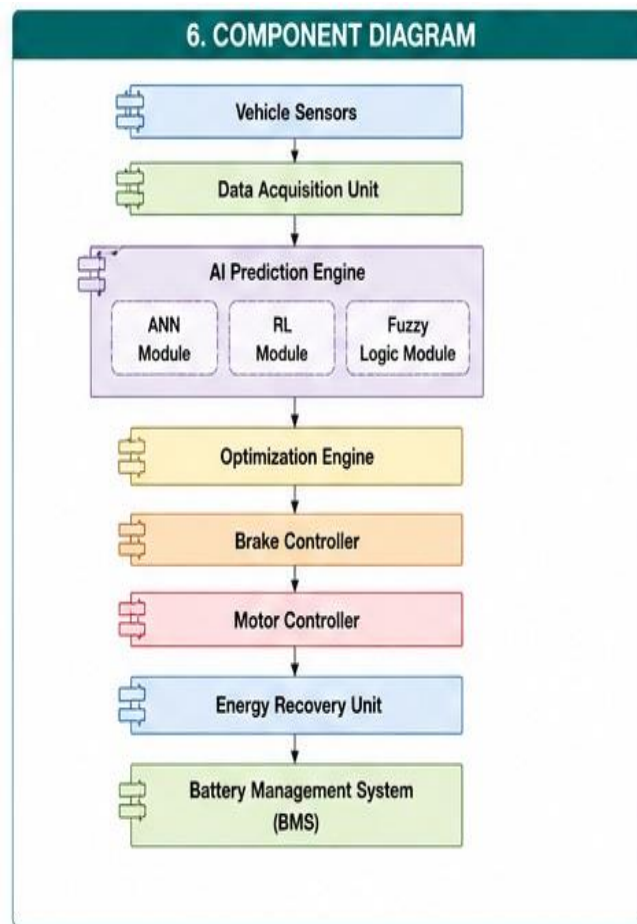 6. COMPONENT DIAGRAM
Vehicle Sensors
Data Acquisition Unit
AI Prediction Engine
ANN
Module
RL
Module
Fuzzy
Logic Module
Optimization Engine
Brake Controller
Motor Controller
Energy Recovery Unit
Battery Management System
(BMS)